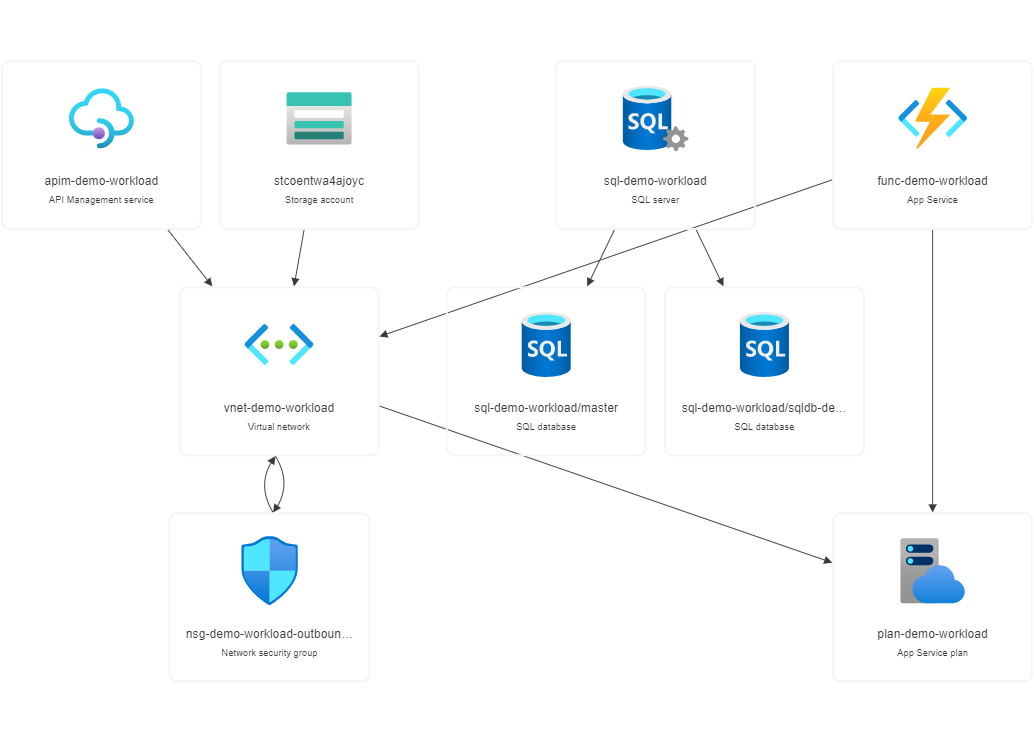 apim-demo-workload
API Management service
stcoentwa4ajoyc
Storage account
SQL
sql-demo-workload
SQL server
func-demo-workload
App Service
vnet-demo-workload
Virtual network
SQL
sql-demo-workload/master
SQL database
SQL
sql-demo-workload/sqldb-de...
SQL database
nsg-demo-workload-outboun...
Network security group
plan-demo-workload
App Service plan